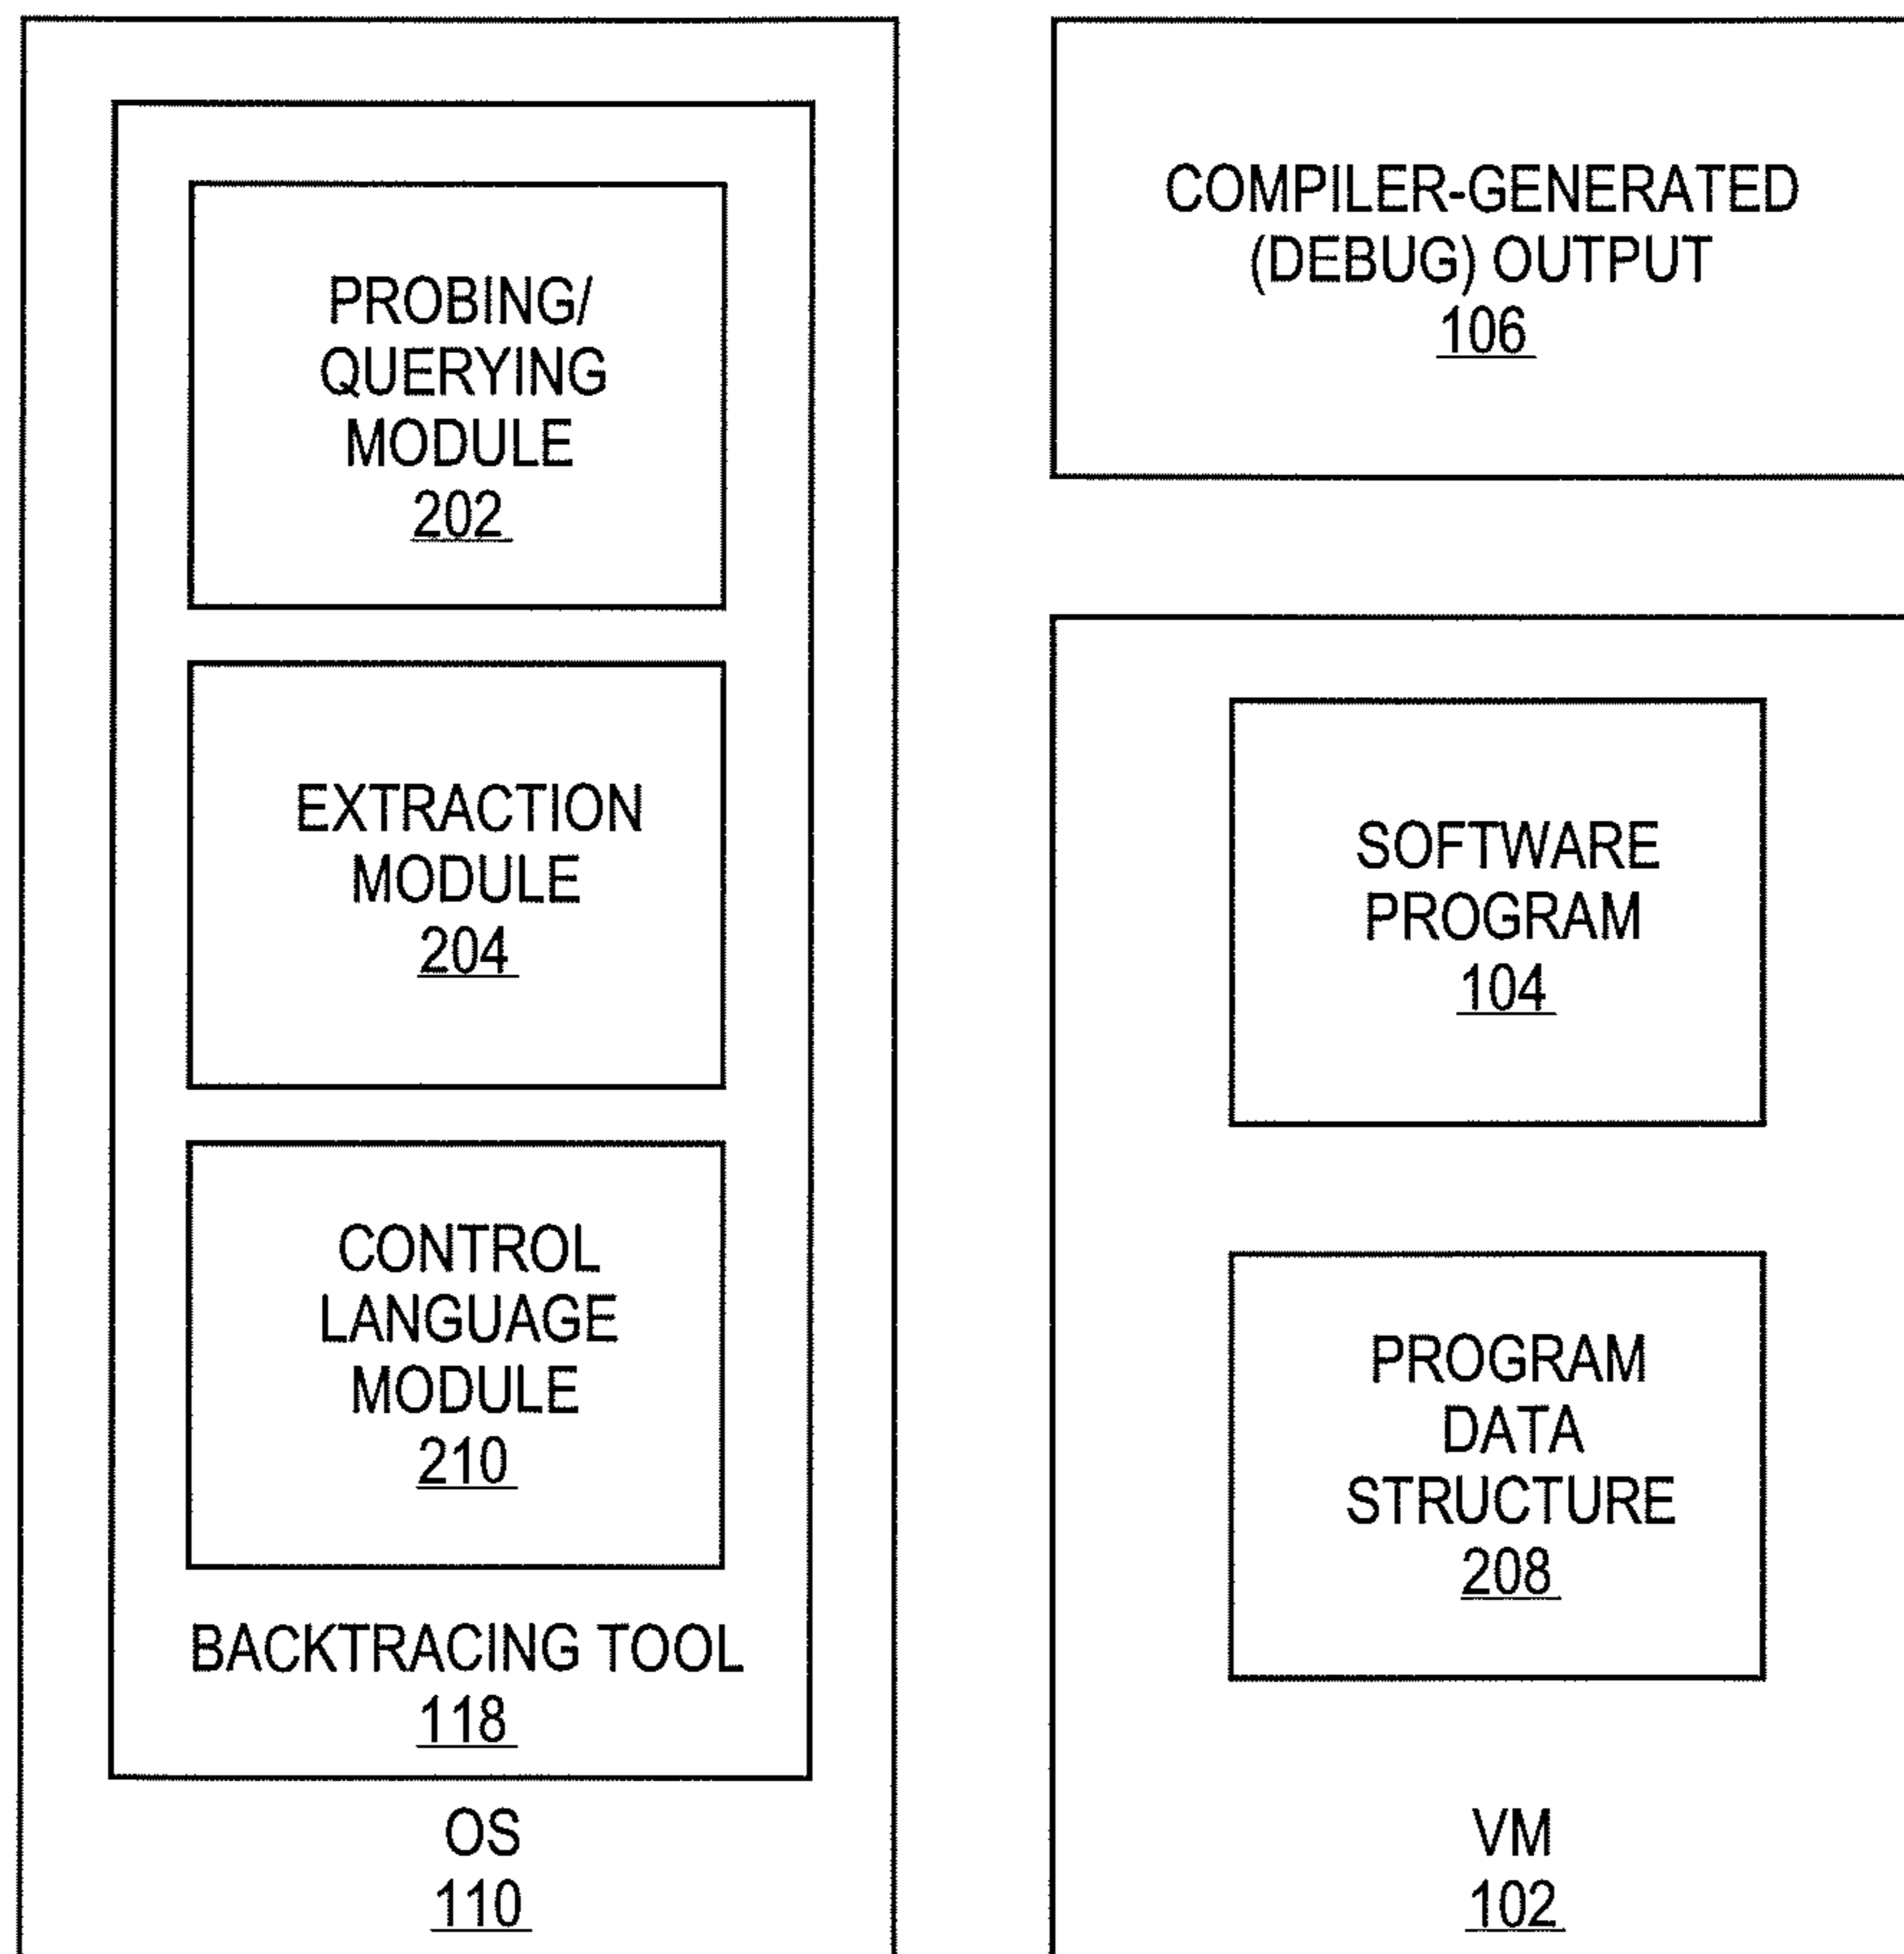 PROBING/
QUERYING
MODULE
202
EXTRACTION
MODULE
204
CONTROL
LANGUAGE
MODULE
210
BACKTRACING TOOL
118
OS
110
COMPILER-GENERATED
(DEBUG) OUTPUT
106
SOFTWARE
PROGRAM
104
PROGRAM
DATA
STRUCTURE
208
VM
102